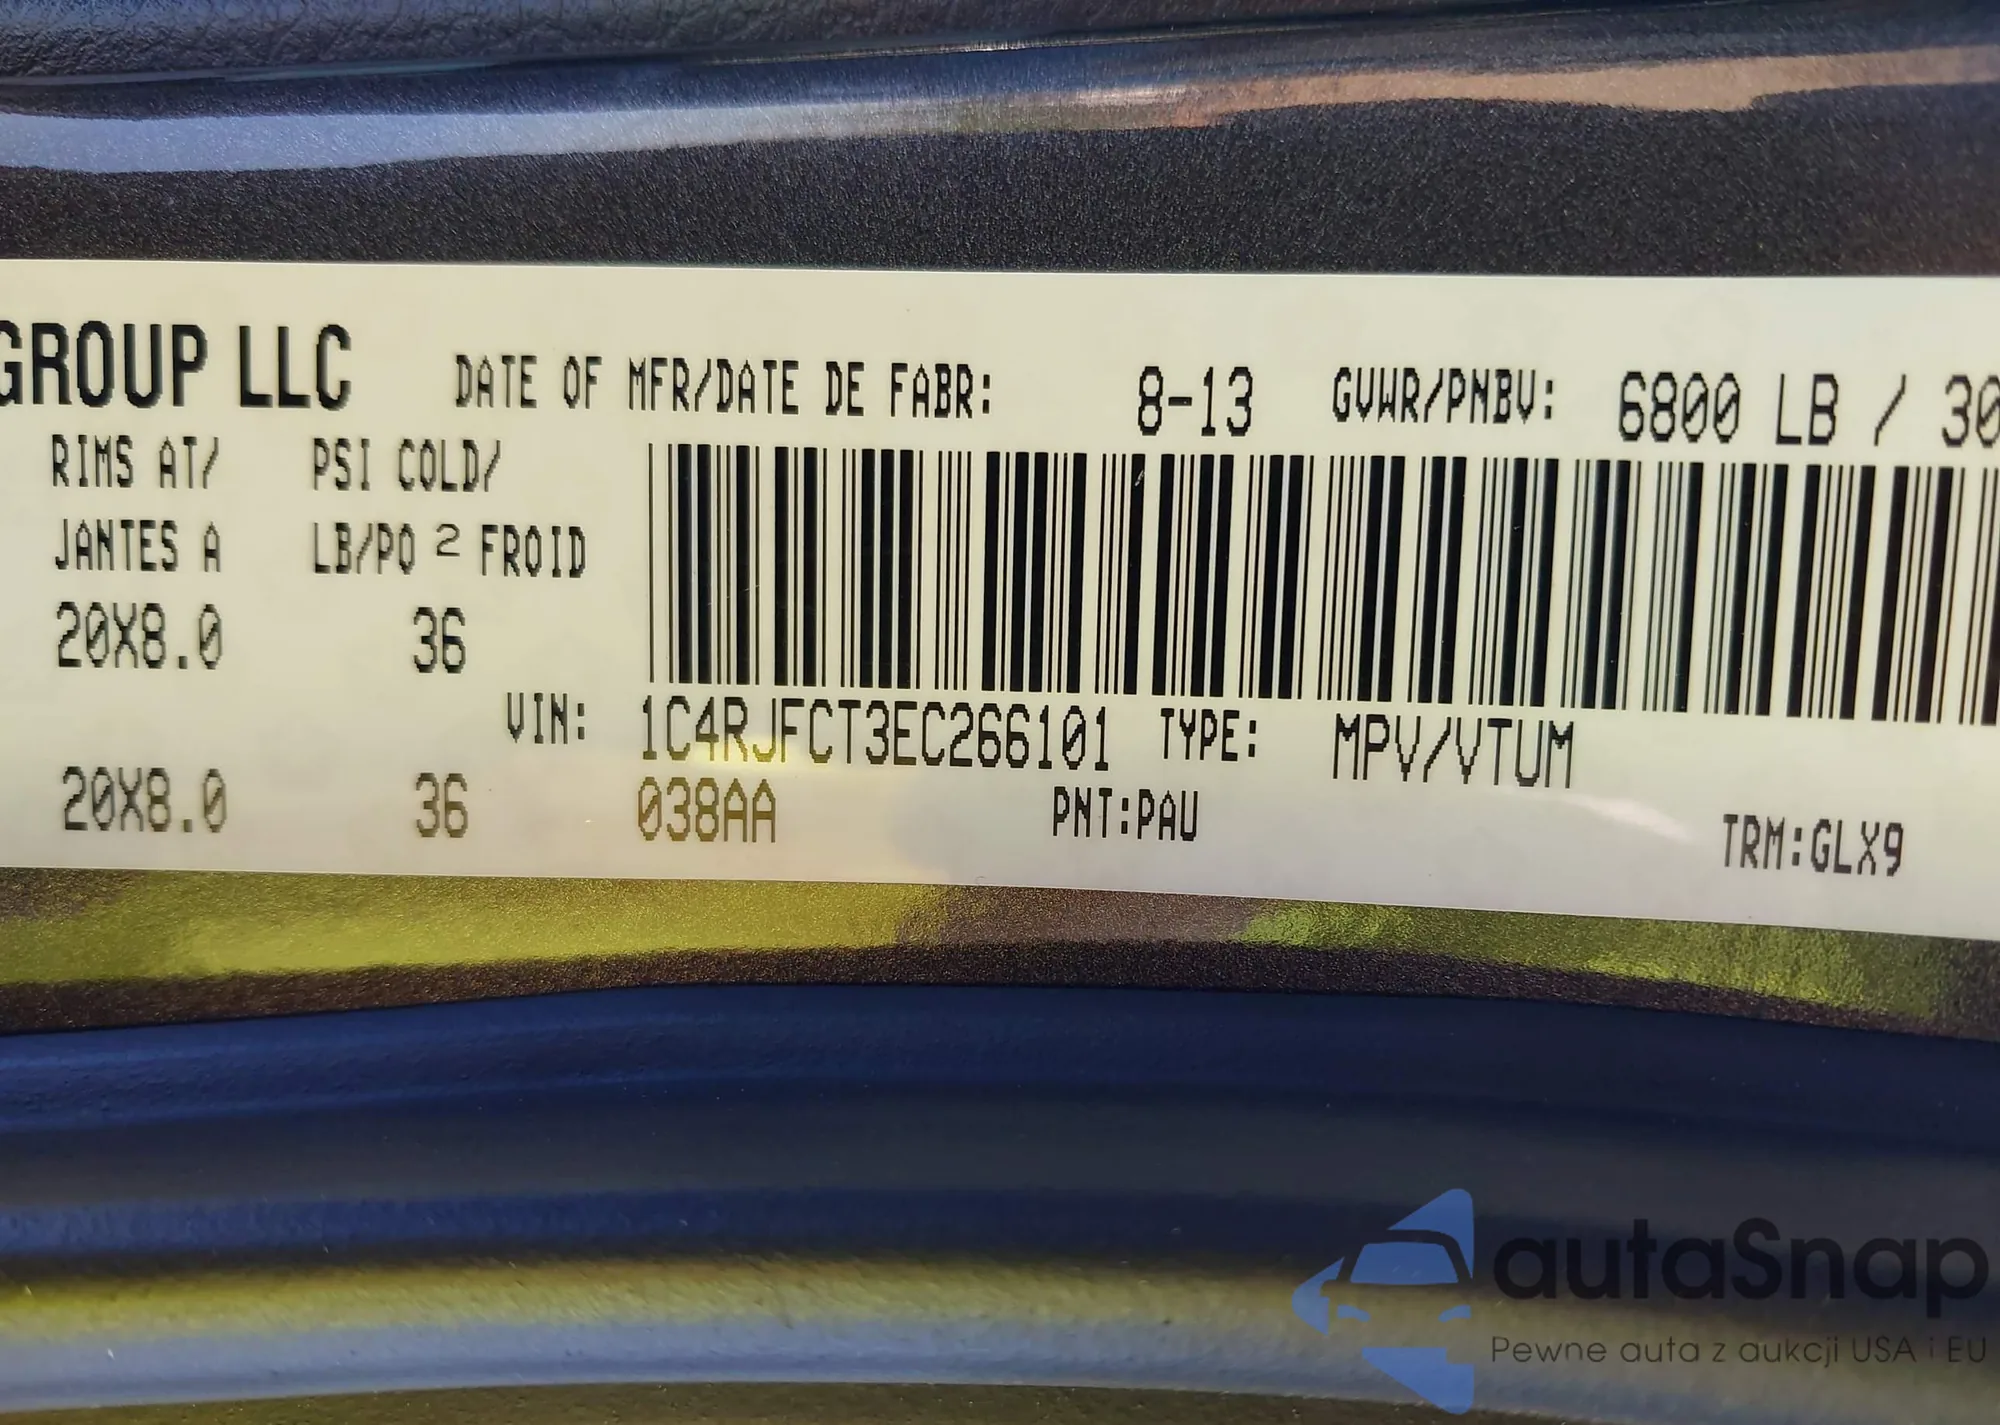 GROUP LLC DATE OF MFR/DATE DE FABR: 8-13 GVWR/PNBV: 6800 LB / 30
RIMS AT/ PSI COLD/
JANTES A LB/PO 2 FROID
20X8.0 36
VIN: 1C4RJFCT3EC266101 TYPE: MPV/VTUM
20X8.0 36 038AA PNT:PAU TRM:GLX9
autaSnap
Pewne auta z aukcji USA i EU